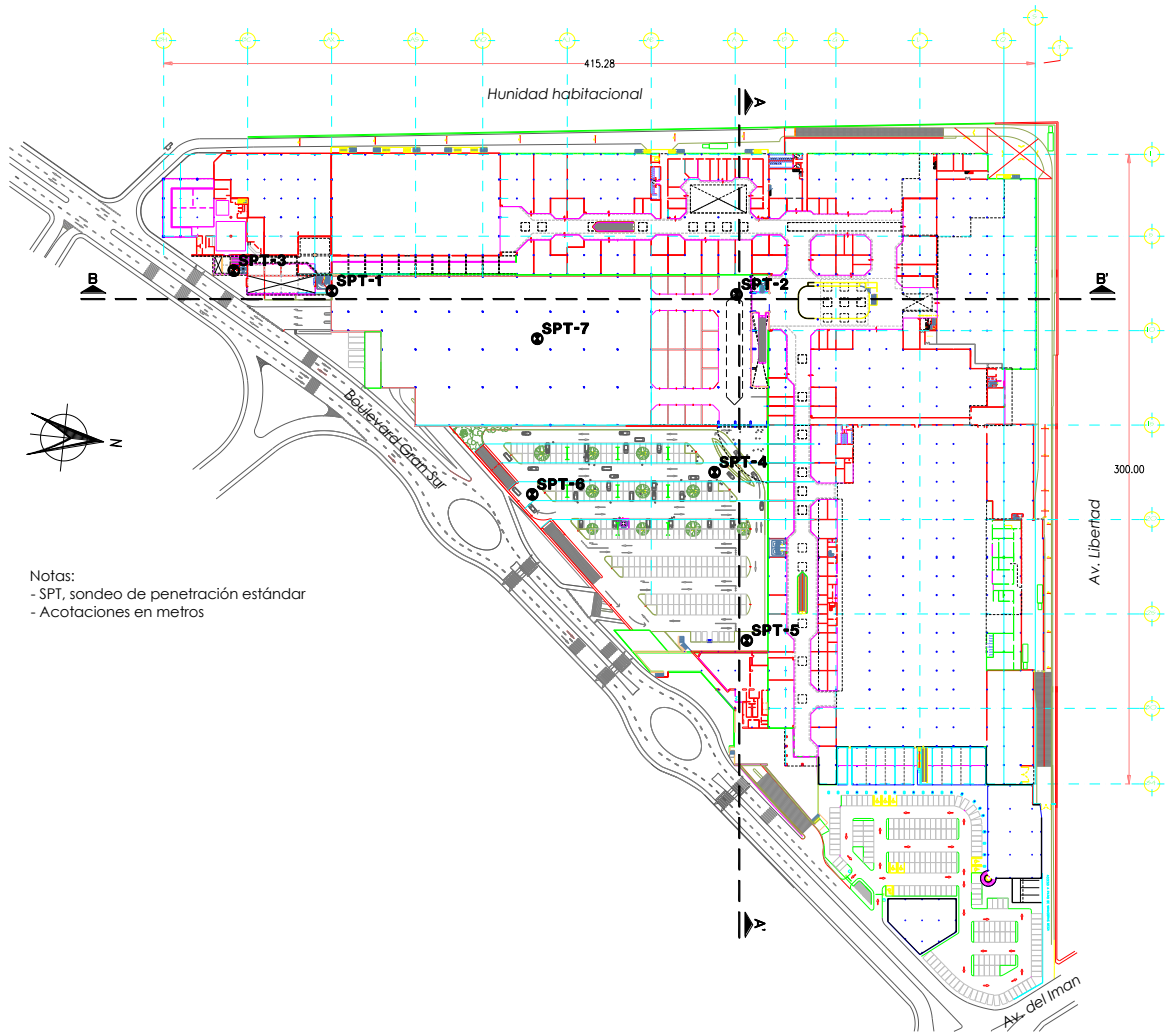 415.28
Hunidad habitacional
A
SPT-3
SPT-1
SPT-2
B
B'
SPT-7
Boulevard Gran Sur
N
SPT-4
SPT-6
300.00
Av. Libertad
Notas:
- SPT, sondeo de penetración estándar
- Acotaciones en metros
SPT-5
A'
Av. del Iman